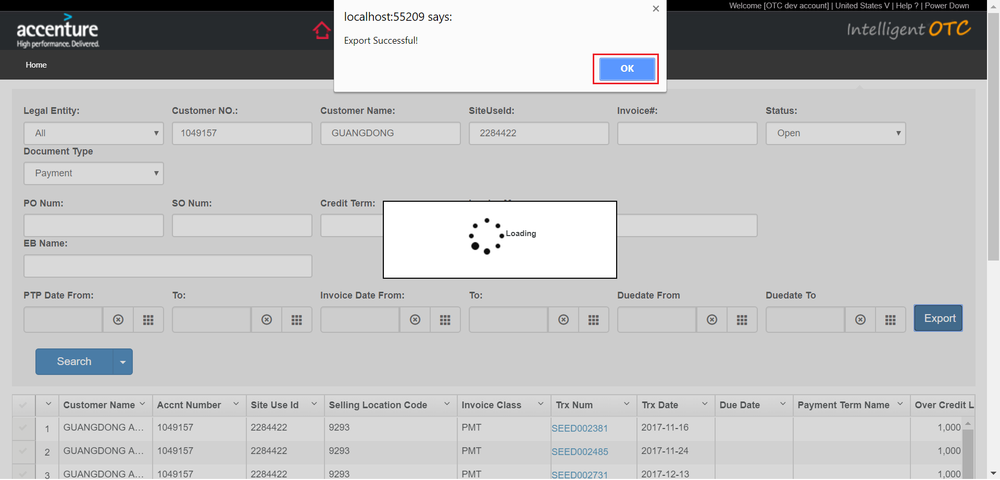 Welcome [OTC dev account] | United States V | Help ? | Power Down
accenture
High performance. Delivered.
Intelligent OTC
localhost:55209 says:
Export Successful!
OK
Home
Legal Entity: Customer NO.: Customer Name: SiteUseId: Invoice#: Status:
All 1049157 GUANGDONG 2284422 Open
Document Type
Payment
PO Num: SO Num: Credit Term:
Loading
EB Name:
PTP Date From: To: Invoice Date From: To: Duedate From Duedate To
Export
Search
Customer Name Accnt Number Site Use Id Selling Location Code Invoice Class Trx Num Trx Date Due Date Payment Term Name Over Credit L
1 GUANGDONG A... 1049157 2284422 9293 PMT SEED002381 2017-11-16 1,000
2 GUANGDONG A... 1049157 2284422 9293 PMT SEED002485 2017-11-24 1,000
3 GUANGDONG A... 1049157 2284422 9293 PMT SEED002731 2017-12-13 1,000